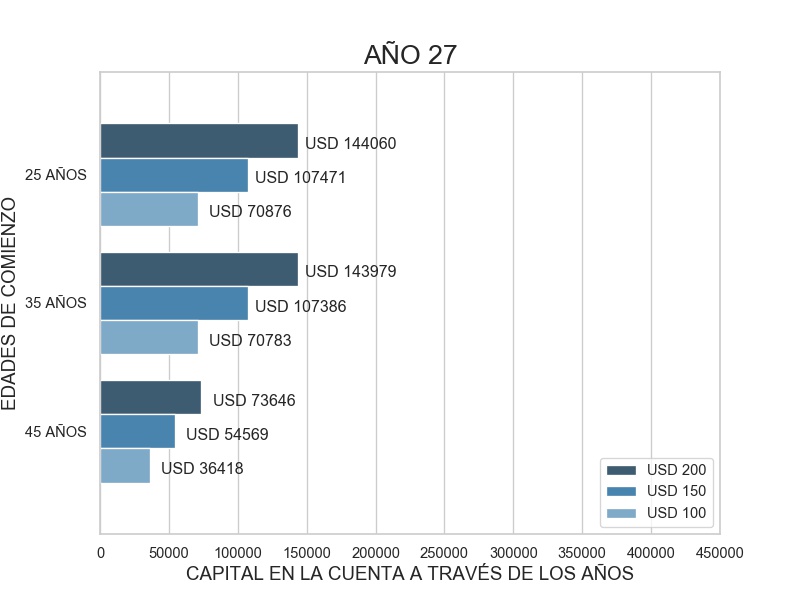 AÑO 27
EDADES DE COMIENZO
25 AÑOS
USD 144060
USD 107471
USD 70876
35 AÑOS
USD 143979
USD 107386
USD 70783
45 AÑOS
USD 73646
USD 54569
USD 36418
USD 200
USD 150
USD 100
0 50000 100000 150000 200000 250000 300000 350000 400000 450000
CAPITAL EN LA CUENTA A TRAVÉS DE LOS AÑOS